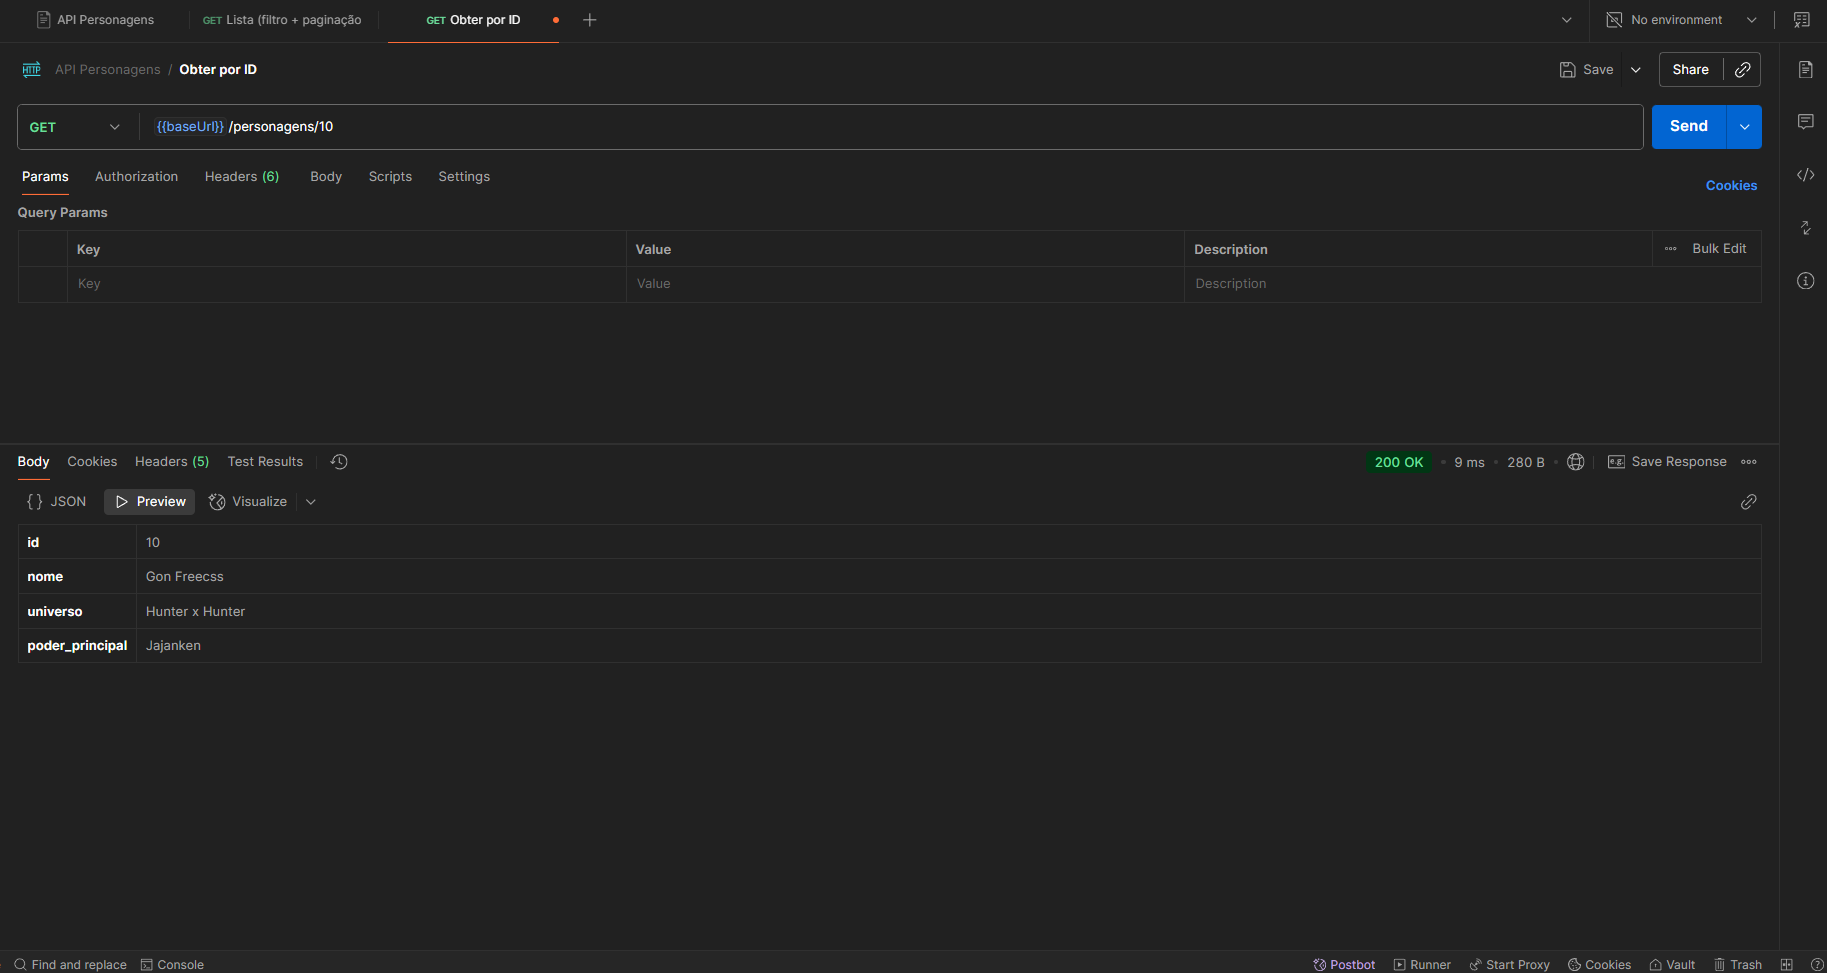 API Personagens
GET Lista (filtro + paginação
GET Obter por ID
No environment
HTTP API Personagens / Obter por ID
Save
Share
GET
{{baseUrl}} /personagens/10
Send
Params Authorization Headers (6) Body Scripts Settings
Cookies
Query Params
Key Value Description Bulk Edit
Key Value Description
Body Cookies Headers (5) Test Results
200 OK 9 ms 280 B e.g. Save Response
{} JSON Preview Visualize
id 10
nome Gon Freecss
universo Hunter x Hunter
poder_principal Jajanken
Find and replace Console
Postbot Runner Start Proxy Cookies Vault Trash